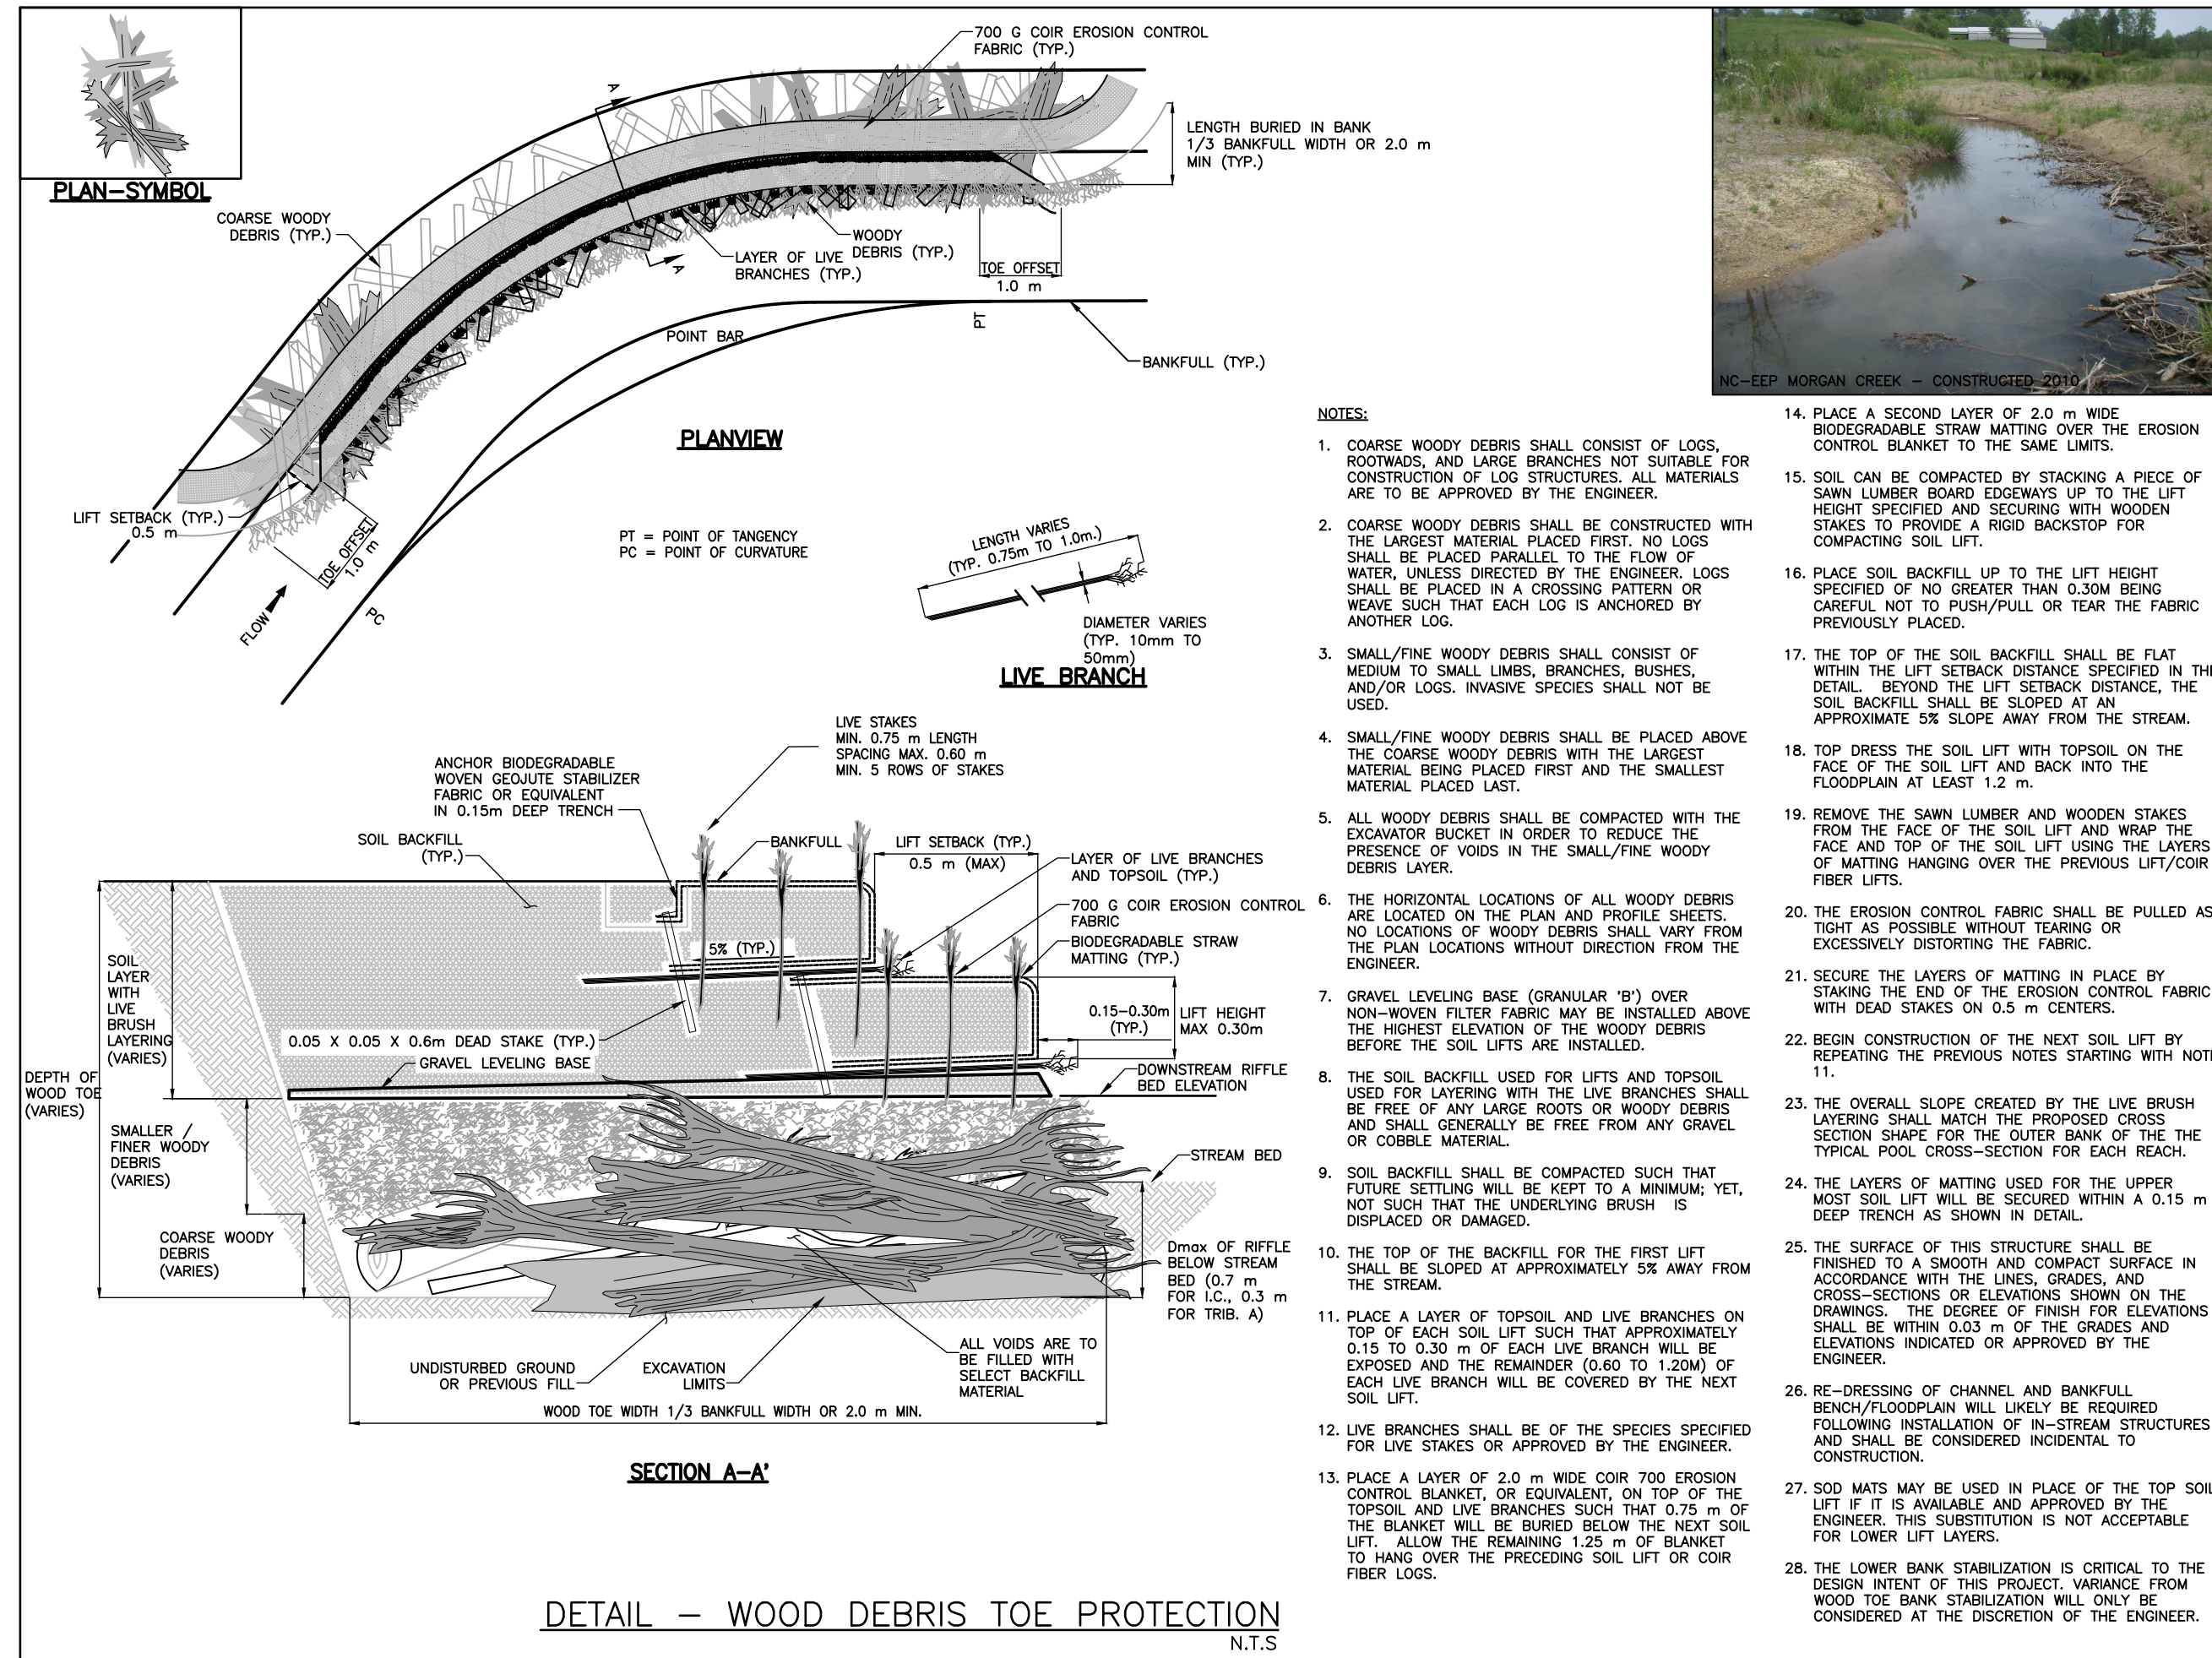 PLAN-SYMBOL
700 G COIR EROSION CONTROL
FABRIC (TYP.)
A
LENGTH BURIED IN BANK
1/3 BANKFULL WIDTH OR 2.0 m
MIN (TYP.)
COARSE WOODY
DEBRIS (TYP.)
WOODY
DEBRIS (TYP.)
LAYER OF LIVE
BRANCHES (TYP.)
A
TOE OFFSET
1.0 m
PT
POINT BAR
BANKFULL (TYP.)
PLANVIEW
LIFT SETBACK (TYP.)
0.5 m
TOE OFFSET
1.0 m
FLOW
PC
PT = POINT OF TANGENCY
PC = POINT OF CURVATURE
LENGTH VARIES
(TYP. 0.75m TO 1.0m.)
DIAMETER VARIES
(TYP. 10mm TO
50mm)
LIVE BRANCH
LIVE STAKES
MIN. 0.75 m LENGTH
SPACING MAX. 0.60 m
MIN. 5 ROWS OF STAKES
ANCHOR BIODEGRADABLE
WOVEN GEOJUTE STABILIZER
FABRIC OR EQUIVALENT
IN 0.15m DEEP TRENCH
SOIL BACKFILL
(TYP.)
BANKFULL
LIFT SETBACK (TYP.)
0.5 m (MAX)
LAYER OF LIVE BRANCHES
AND TOPSOIL (TYP.)
700 G COIR EROSION CONTROL
FABRIC
BIODEGRADABLE STRAW
MATTING (TYP.)
5% (TYP.)
SOIL
LAYER
WITH
LIVE
BRUSH
LAYERING
(VARIES)
0.15-0.30m
(TYP.)
LIFT HEIGHT
MAX 0.30m
0.05 X 0.05 X 0.6m DEAD STAKE (TYP.)
GRAVEL LEVELING BASE
DOWNSTREAM RIFFLE
BED ELEVATION
DEPTH OF
WOOD TOE
(VARIES)
SMALLER /
FINER WOODY
DEBRIS
(VARIES)
STREAM BED
COARSE WOODY
DEBRIS
(VARIES)
Dmax OF RIFFLE
BELOW STREAM
BED (0.7 m
FOR I.C., 0.3 m
FOR TRIB. A)
UNDISTURBED GROUND
OR PREVIOUS FILL
EXCAVATION
LIMITS
ALL VOIDS ARE TO
BE FILLED WITH
SELECT BACKFILL
MATERIAL
WOOD TOE WIDTH 1/3 BANKFULL WIDTH OR 2.0 m MIN.
SECTION A-A'
DETAIL - WOOD DEBRIS TOE PROTECTION
N.T.S
NC-EEP MORGAN CREEK - CONSTRUCTED 2010
NOTES:
1. COARSE WOODY DEBRIS SHALL CONSIST OF LOGS,
ROOTWADS, AND LARGE BRANCHES NOT SUITABLE FOR
CONSTRUCTION OF LOG STRUCTURES. ALL MATERIALS
ARE TO BE APPROVED BY THE ENGINEER.
2. COARSE WOODY DEBRIS SHALL BE CONSTRUCTED WITH
THE LARGEST MATERIAL PLACED FIRST. NO LOGS
SHALL BE PLACED PARALLEL TO THE FLOW OF
WATER, UNLESS DIRECTED BY THE ENGINEER. LOGS
SHALL BE PLACED IN A CROSSING PATTERN OR
WEAVE SUCH THAT EACH LOG IS ANCHORED BY
ANOTHER LOG.
3. SMALL/FINE WOODY DEBRIS SHALL CONSIST OF
MEDIUM TO SMALL LIMBS, BRANCHES, BUSHES,
AND/OR LOGS. INVASIVE SPECIES SHALL NOT BE
USED.
4. SMALL/FINE WOODY DEBRIS SHALL BE PLACED ABOVE
THE COARSE WOODY DEBRIS WITH THE LARGEST
MATERIAL BEING PLACED FIRST AND THE SMALLEST
MATERIAL PLACED LAST.
5. ALL WOODY DEBRIS SHALL BE COMPACTED WITH THE
EXCAVATOR BUCKET IN ORDER TO REDUCE THE
PRESENCE OF VOIDS IN THE SMALL/FINE WOODY
DEBRIS LAYER.
6. THE HORIZONTAL LOCATIONS OF ALL WOODY DEBRIS
ARE LOCATED ON THE PLAN AND PROFILE SHEETS.
NO LOCATIONS OF WOODY DEBRIS SHALL VARY FROM
THE PLAN LOCATIONS WITHOUT DIRECTION FROM THE
ENGINEER.
7. GRAVEL LEVELING BASE (GRANULAR 'B') OVER
NON-WOVEN FILTER FABRIC MAY BE INSTALLED ABOVE
THE HIGHEST ELEVATION OF THE WOODY DEBRIS
BEFORE THE SOIL LIFTS ARE INSTALLED.
8. THE SOIL BACKFILL USED FOR LIFTS AND TOPSOIL
USED FOR LAYERING WITH THE LIVE BRANCHES SHALL
BE FREE OF ANY LARGE ROOTS OR WOODY DEBRIS
AND SHALL GENERALLY BE FREE FROM ANY GRAVEL
OR COBBLE MATERIAL.
9. SOIL BACKFILL SHALL BE COMPACTED SUCH THAT
FUTURE SETTLING WILL BE KEPT TO A MINIMUM; YET,
NOT SUCH THAT THE UNDERLYING BRUSH IS
DISPLACED OR DAMAGED.
10. THE TOP OF THE BACKFILL FOR THE FIRST LIFT
SHALL BE SLOPED AT APPROXIMATELY 5% AWAY FROM
THE STREAM.
11. PLACE A LAYER OF TOPSOIL AND LIVE BRANCHES ON
TOP OF EACH SOIL LIFT SUCH THAT APPROXIMATELY
0.15 TO 0.30 m OF EACH LIVE BRANCH WILL BE
EXPOSED AND THE REMAINDER (0.60 TO 1.20M) OF
EACH LIVE BRANCH WILL BE COVERED BY THE NEXT
SOIL LIFT.
12. LIVE BRANCHES SHALL BE OF THE SPECIES SPECIFIED
FOR LIVE STAKES OR APPROVED BY THE ENGINEER.
13. PLACE A LAYER OF 2.0 m WIDE COIR 700 EROSION
CONTROL BLANKET, OR EQUIVALENT, ON TOP OF THE
TOPSOIL AND LIVE BRANCHES SUCH THAT 0.75 m OF
THE BLANKET WILL BE BURIED BELOW THE NEXT SOIL
LIFT. ALLOW THE REMAINING 1.25 m OF BLANKET
TO HANG OVER THE PRECEDING SOIL LIFT OR COIR
FIBER LOGS.
14. PLACE A SECOND LAYER OF 2.0 m WIDE
BIODEGRADABLE STRAW MATTING OVER THE EROSION
CONTROL BLANKET TO THE SAME LIMITS.
15. SOIL CAN BE COMPACTED BY STACKING A PIECE OF
SAWN LUMBER BOARD EDGEWAYS UP TO THE LIFT
HEIGHT SPECIFIED AND SECURING WITH WOODEN
STAKES TO PROVIDE A RIGID BACKSTOP FOR
COMPACTING SOIL LIFT.
16. PLACE SOIL BACKFILL UP TO THE LIFT HEIGHT
SPECIFIED OF NO GREATER THAN 0.30M BEING
CAREFUL NOT TO PUSH/PULL OR TEAR THE FABRIC
PREVIOUSLY PLACED.
17. THE TOP OF THE SOIL BACKFILL SHALL BE FLAT
WITHIN THE LIFT SETBACK DISTANCE SPECIFIED IN THE
DETAIL. BEYOND THE LIFT SETBACK DISTANCE, THE
SOIL BACKFILL SHALL BE SLOPED AT AN
APPROXIMATE 5% SLOPE AWAY FROM THE STREAM.
18. TOP DRESS THE SOIL LIFT WITH TOPSOIL ON THE
FACE OF THE SOIL LIFT AND BACK INTO THE
FLOODPLAIN AT LEAST 1.2 m.
19. REMOVE THE SAWN LUMBER AND WOODEN STAKES
FROM THE FACE OF THE SOIL LIFT AND WRAP THE
FACE AND TOP OF THE SOIL LIFT USING THE LAYERS
OF MATTING HANGING OVER THE PREVIOUS LIFT/COIR
FIBER LIFTS.
20. THE EROSION CONTROL FABRIC SHALL BE PULLED AS
TIGHT AS POSSIBLE WITHOUT TEARING OR
EXCESSIVELY DISTORTING THE FABRIC.
21. SECURE THE LAYERS OF MATTING IN PLACE BY
STAKING THE END OF THE EROSION CONTROL FABRIC
WITH DEAD STAKES ON 0.5 m CENTERS.
22. BEGIN CONSTRUCTION OF THE NEXT SOIL LIFT BY
REPEATING THE PREVIOUS NOTES STARTING WITH NOTE
11.
23. THE OVERALL SLOPE CREATED BY THE LIVE BRUSH
LAYERING SHALL MATCH THE PROPOSED CROSS
SECTION SHAPE FOR THE OUTER BANK OF THE THE
TYPICAL POOL CROSS-SECTION FOR EACH REACH.
24. THE LAYERS OF MATTING USED FOR THE UPPER
MOST SOIL LIFT WILL BE SECURED WITHIN A 0.15 m
DEEP TRENCH AS SHOWN IN DETAIL.
25. THE SURFACE OF THIS STRUCTURE SHALL BE
FINISHED TO A SMOOTH AND COMPACT SURFACE IN
ACCORDANCE WITH THE LINES, GRADES, AND
CROSS-SECTIONS OR ELEVATIONS SHOWN ON THE
DRAWINGS. THE DEGREE OF FINISH FOR ELEVATIONS
SHALL BE WITHIN 0.03 m OF THE GRADES AND
ELEVATIONS INDICATED OR APPROVED BY THE
ENGINEER.
26. RE-DRESSING OF CHANNEL AND BANKFULL
BENCH/FLOODPLAIN WILL LIKELY BE REQUIRED
FOLLOWING INSTALLATION OF IN-STREAM STRUCTURES
AND SHALL BE CONSIDERED INCIDENTAL TO
CONSTRUCTION.
27. SOD MATS MAY BE USED IN PLACE OF THE TOP SOIL
LIFT IF IT IS AVAILABLE AND APPROVED BY THE
ENGINEER. THIS SUBSTITUTION IS NOT ACCEPTABLE
FOR LOWER LIFT LAYERS.
28. THE LOWER BANK STABILIZATION IS CRITICAL TO THE
DESIGN INTENT OF THIS PROJECT. VARIANCE FROM
WOOD TOE BANK STABILIZATION WILL ONLY BE
CONSIDERED AT THE DISCRETION OF THE ENGINEER.